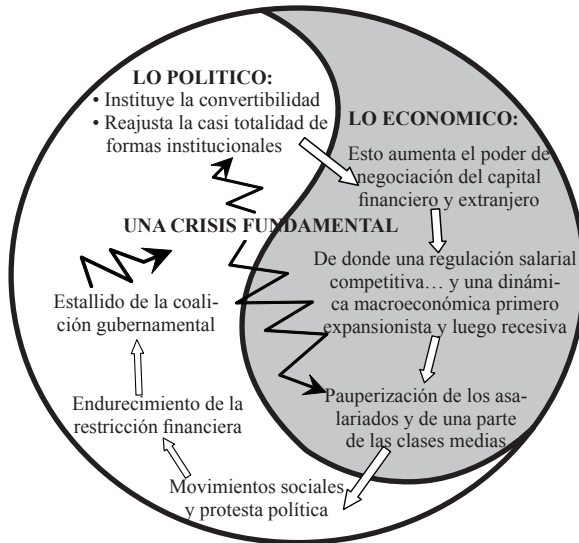 LO POLITICO:
• Instituye la convertibilidad
• Reajusta la casi totalidad de
formas institucionales
LO ECONOMICO:
Esto aumenta el poder de
negociación del capital
financiero y extranjero
UNA CRISIS FUNDAMENTAL
De donde una regulación salarial
competitiva… y una dinámi-
ca macroeconómica primero
expansionista y luego recesiva
Estallido de la coali-
ción gubernamental
Pauperización de los asa-
lariados y de una parte
de las clases medias
Endurecimiento de la
restricción financiera
Movimientos sociales
y protesta política